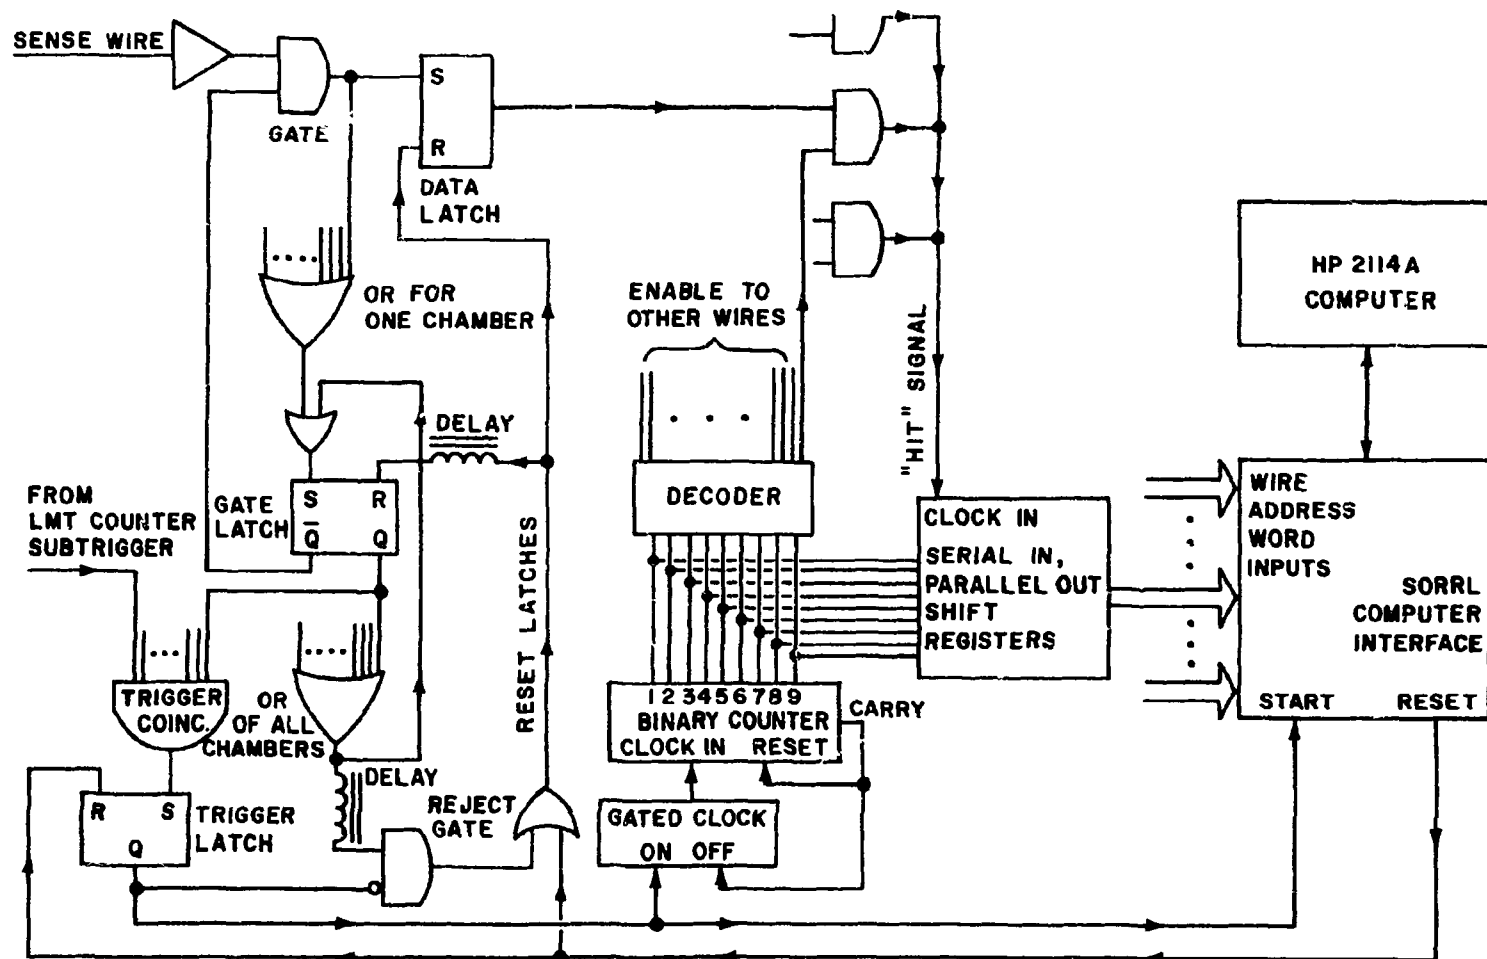 SENSE WIRE
GATE
S
R
DATA
LATCH
OR FOR
ONE CHAMBER
DELAY
FROM
LMT COUNTER
SUBTRIGGER
GATE
LATCH
S R
Q̅ Q
TRIGGER
COINC.
OR
OF ALL
CHAMBERS
DELAY
R S
Q
TRIGGER
LATCH
REJECT
GATE
RESET LATCHES
ENABLE TO
OTHER WIRES
DECODER
1 2 3 4 5 6 7 8 9
BINARY COUNTER
CLOCK IN RESET
CARRY
GATED CLOCK
ON OFF
"HIT" SIGNAL
CLOCK IN
SERIAL IN,
PARALLEL OUT
SHIFT
REGISTERS
HP 2114A
COMPUTER
WIRE
ADDRESS
WORD
INPUTS
SORRL
COMPUTER
INTERFACE
START RESET